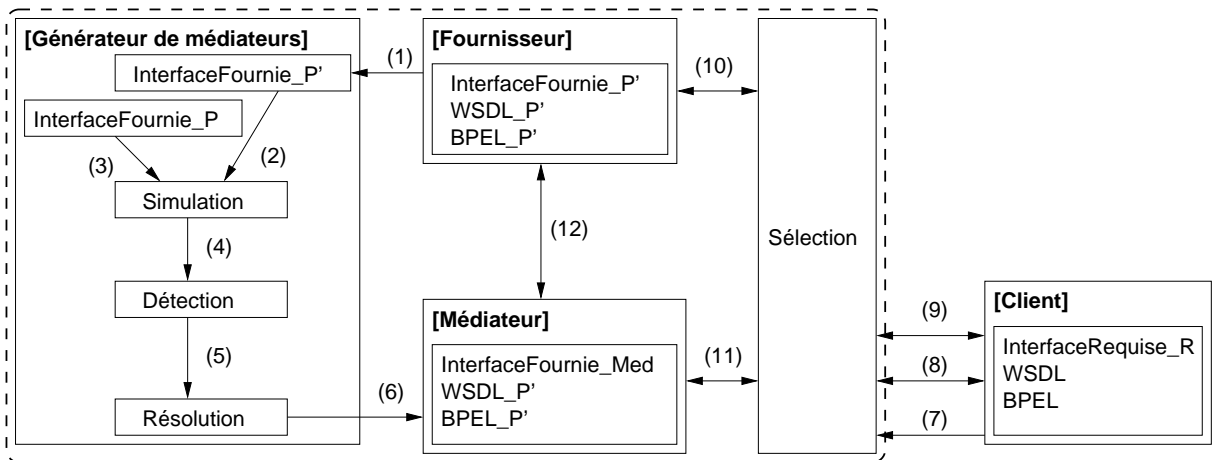 [Générateur de médiateurs]
InterfaceFournie_P’
InterfaceFournie_P
(3)
(2)
Simulation
(4)
Détection
(5)
Résolution
(1)
(6)
[Fournisseur]
InterfaceFournie_P’
WSDL_P’
BPEL_P’
(10)
(12)
[Médiateur]
InterfaceFournie_Med
WSDL_P’
BPEL_P’
(11)
Sélection
(9)
(8)
(7)
[Client]
InterfaceRequise_R
WSDL
BPEL